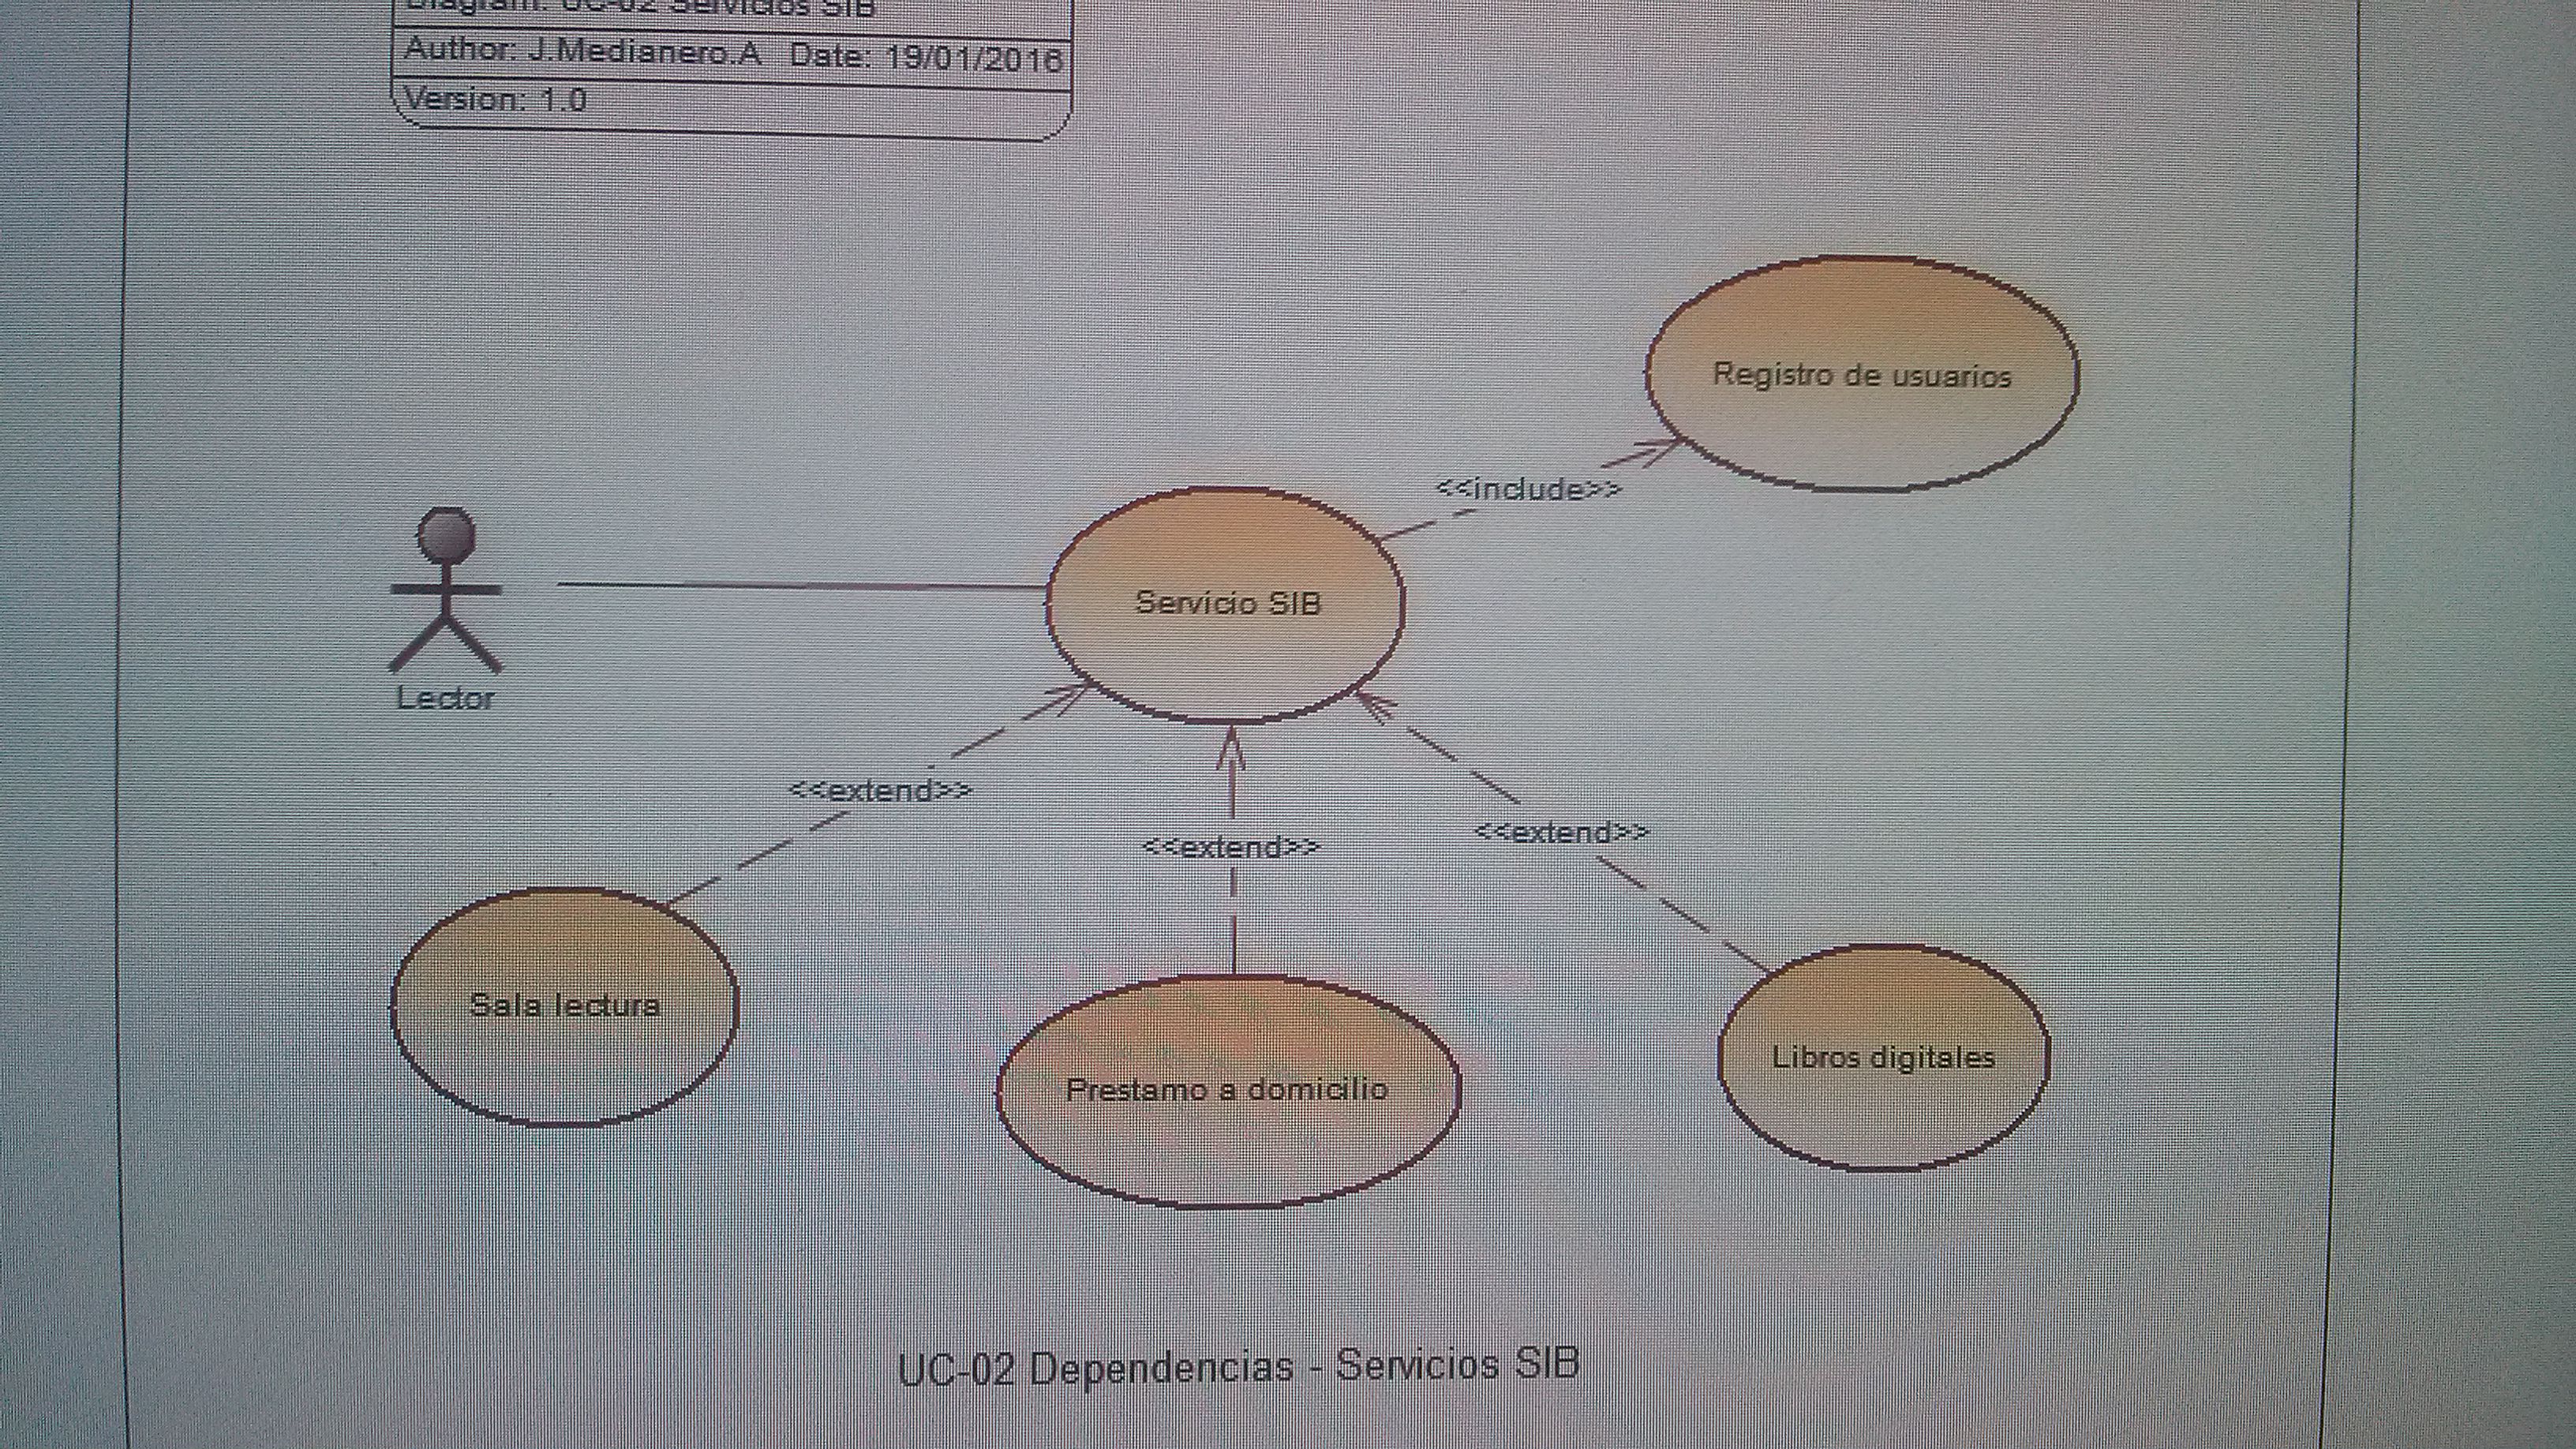 Diagram: UC-02 Servicios SIB
Author: J.Medianero.A Date: 19/01/2016
Version: 1.0
Registro de usuarios
<<include>>
Servicio SIB
Lector
<<extend>>
<<extend>>
<<extend>>
Sala lectura
Prestamo a domicilio
Libros digitales
UC-02 Dependencias - Servicios SIB